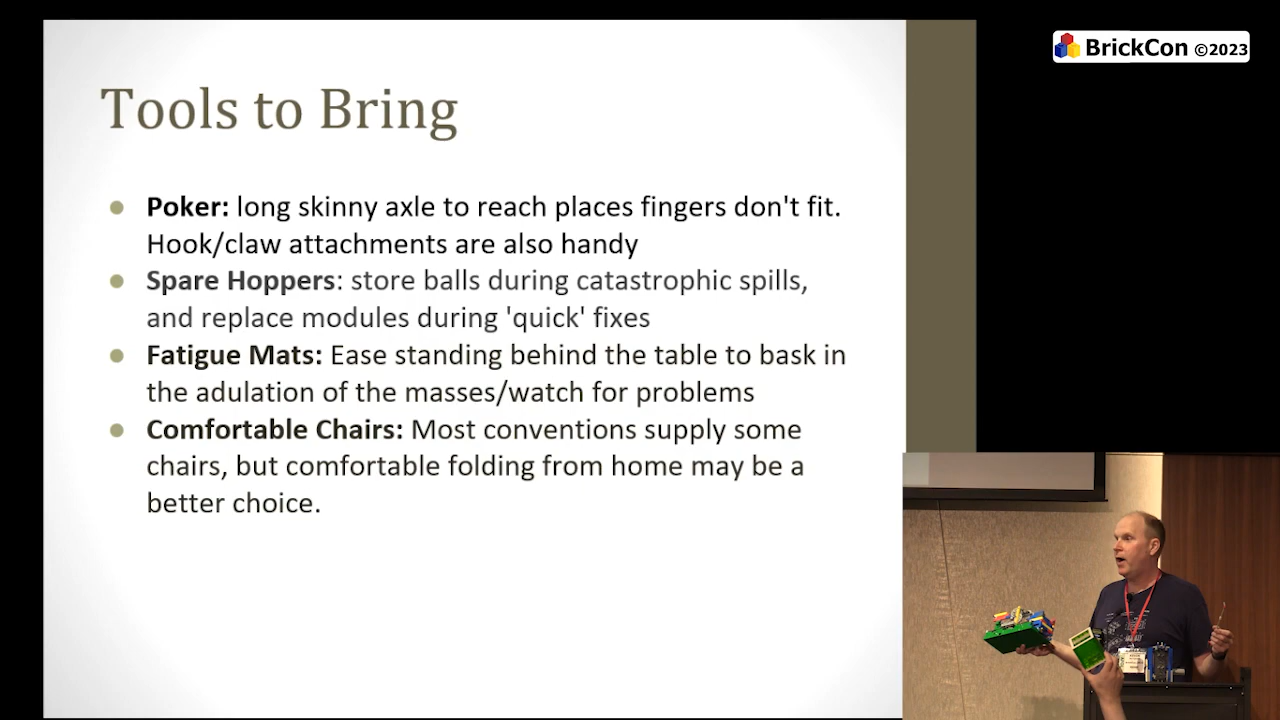 BrickCon ©2023
Tools to Bring
Poker: long skinny axle to reach places fingers don't fit.
Hook/claw attachments are also handy
Spare Hoppers: store balls during catastrophic spills,
and replace modules during 'quick' fixes
Fatigue Mats: Ease standing behind the table to bask in
the adulation of the masses/watch for problems
Comfortable Chairs: Most conventions supply some
chairs, but comfortable folding from home may be a
better choice.